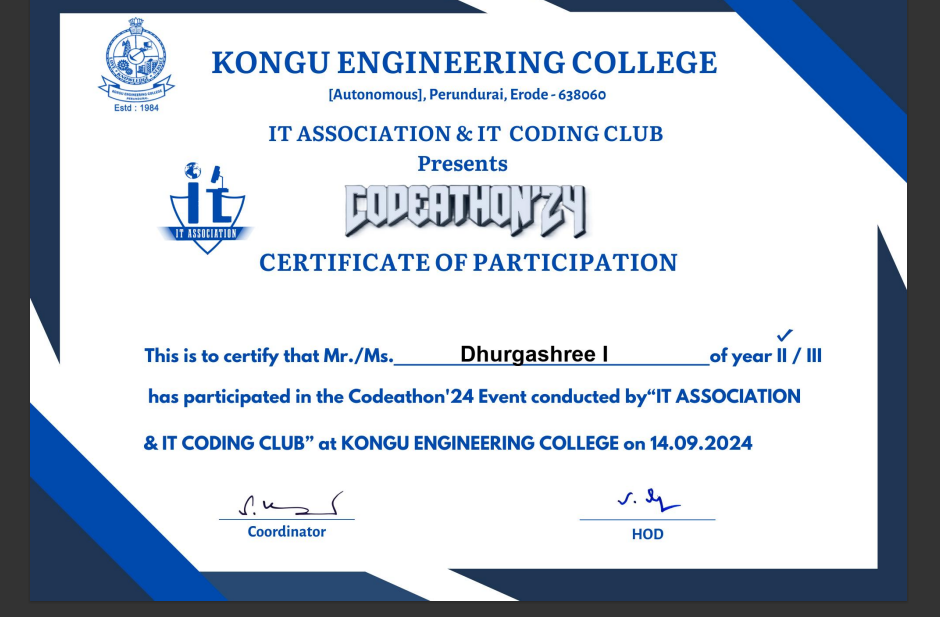 KONGU ENGINEERING COLLEGE
[Autonomous], Perundurai, Erode - 638060
Estd : 1984
IT ASSOCIATION & IT CODING CLUB
Presents
IT
IT ASSOCIATION
CODEATHON'24
CERTIFICATE OF PARTICIPATION
This is to certify that Mr./Ms. Dhurgashree I of year II / III
has participated in the Codeathon'24 Event conducted by“IT ASSOCIATION
& IT CODING CLUB” at KONGU ENGINEERING COLLEGE on 14.09.2024
Coordinator
HOD